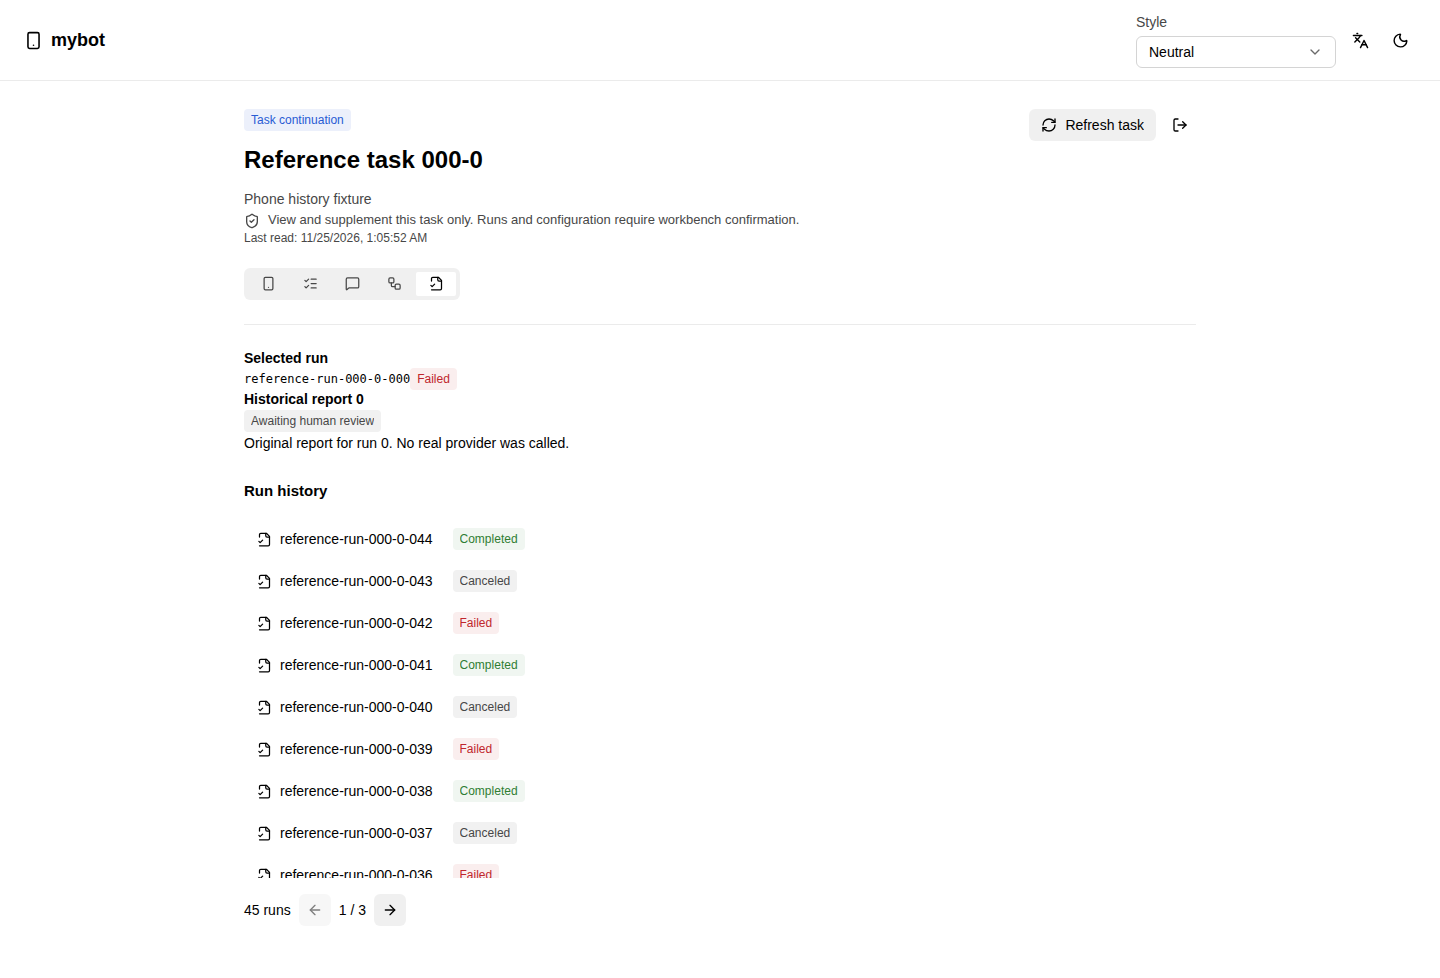 mybot
Style
Neutral
Task continuation
Refresh task
Reference task 000-0
Phone history fixture
View and supplement this task only. Runs and configuration require workbench confirmation.
Last read: 11/25/2026, 1:05:52 AM
Selected run
reference-run-000-0-000 Failed
Historical report 0
Awaiting human review
Original report for run 0. No real provider was called.
Run history
reference-run-000-0-044 Completed
reference-run-000-0-043 Canceled
reference-run-000-0-042 Failed
reference-run-000-0-041 Completed
reference-run-000-0-040 Canceled
reference-run-000-0-039 Failed
reference-run-000-0-038 Completed
reference-run-000-0-037 Canceled
reference-run-000-0-036 Failed
45 runs 1 / 3